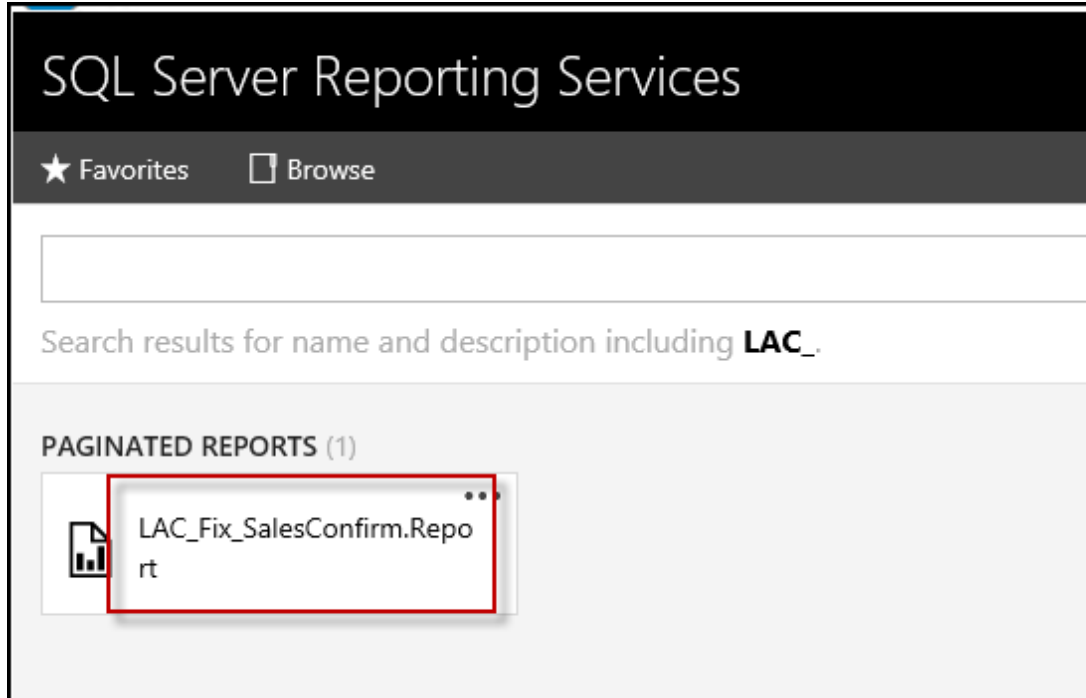 SQL Server Reporting Services
Favorites Browse
Search results for name and description including LAC_.
PAGINATED REPORTS (1)
LAC_Fix_SalesConfirm.Repo
rt